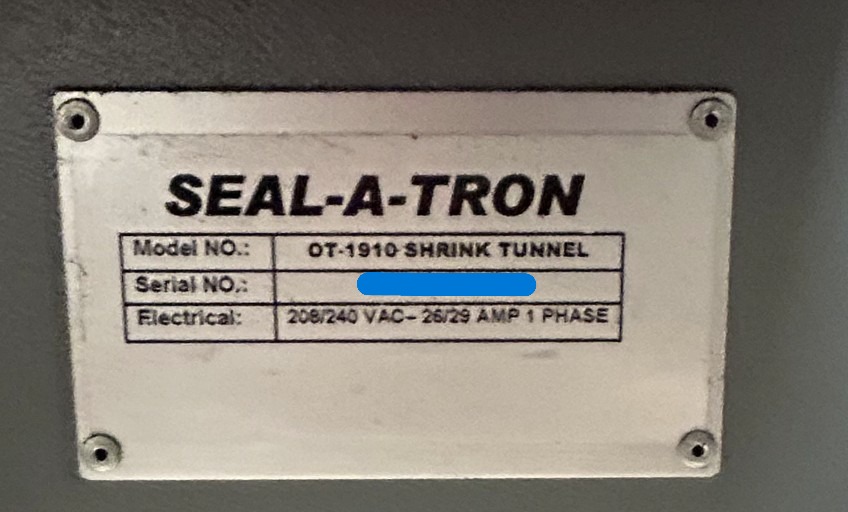 SEAL-A-TRON
Model NO.: OT-1910 SHRINK TUNNEL
Serial NO.:
Electrical: 208/240 VAC~ 26/29 AMP 1 PHASE